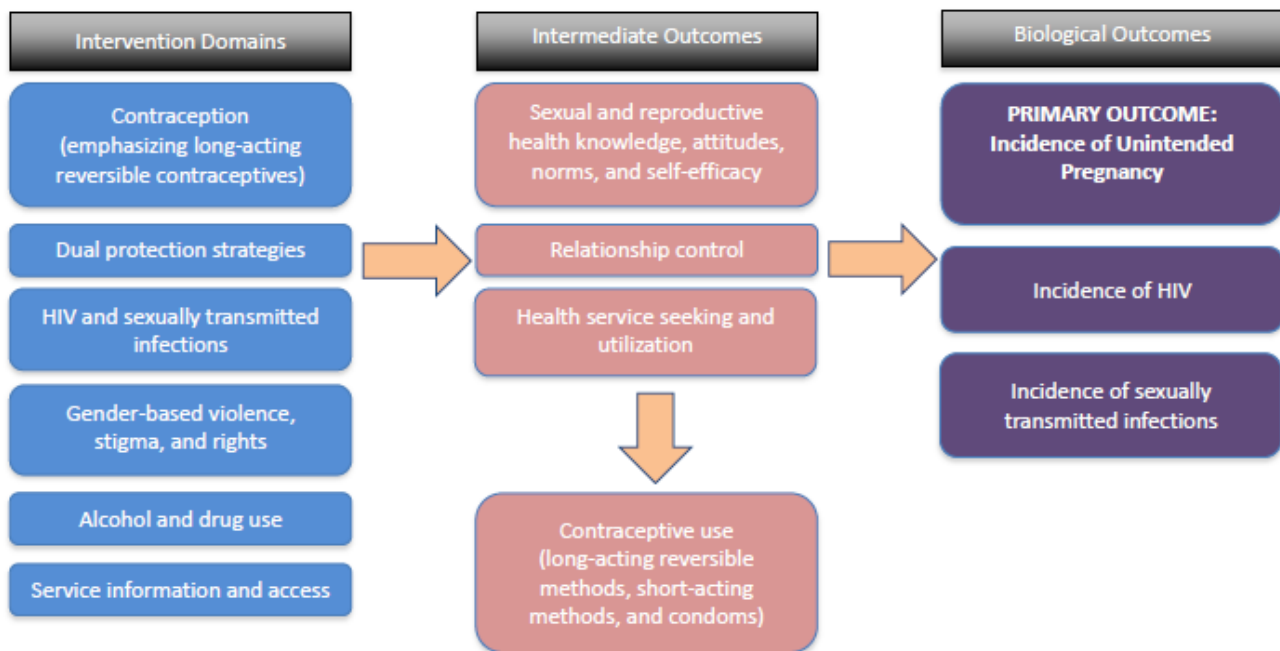 Intervention Domains
Contraception
(emphasizing long-acting
reversible contraceptives)
Dual protection strategies
HIV and sexually transmitted
infections
Gender-based violence,
stigma, and rights
Alcohol and drug use
Service information and access
Intermediate Outcomes
Sexual and reproductive
health knowledge, attitudes,
norms, and self-efficacy
Relationship control
Health service seeking and
utilization
Contraceptive use
(long-acting reversible
methods, short-acting
methods, and condoms)
Biological Outcomes
PRIMARY OUTCOME:
Incidence of Unintended
Pregnancy
Incidence of HIV
Incidence of sexually
transmitted infections